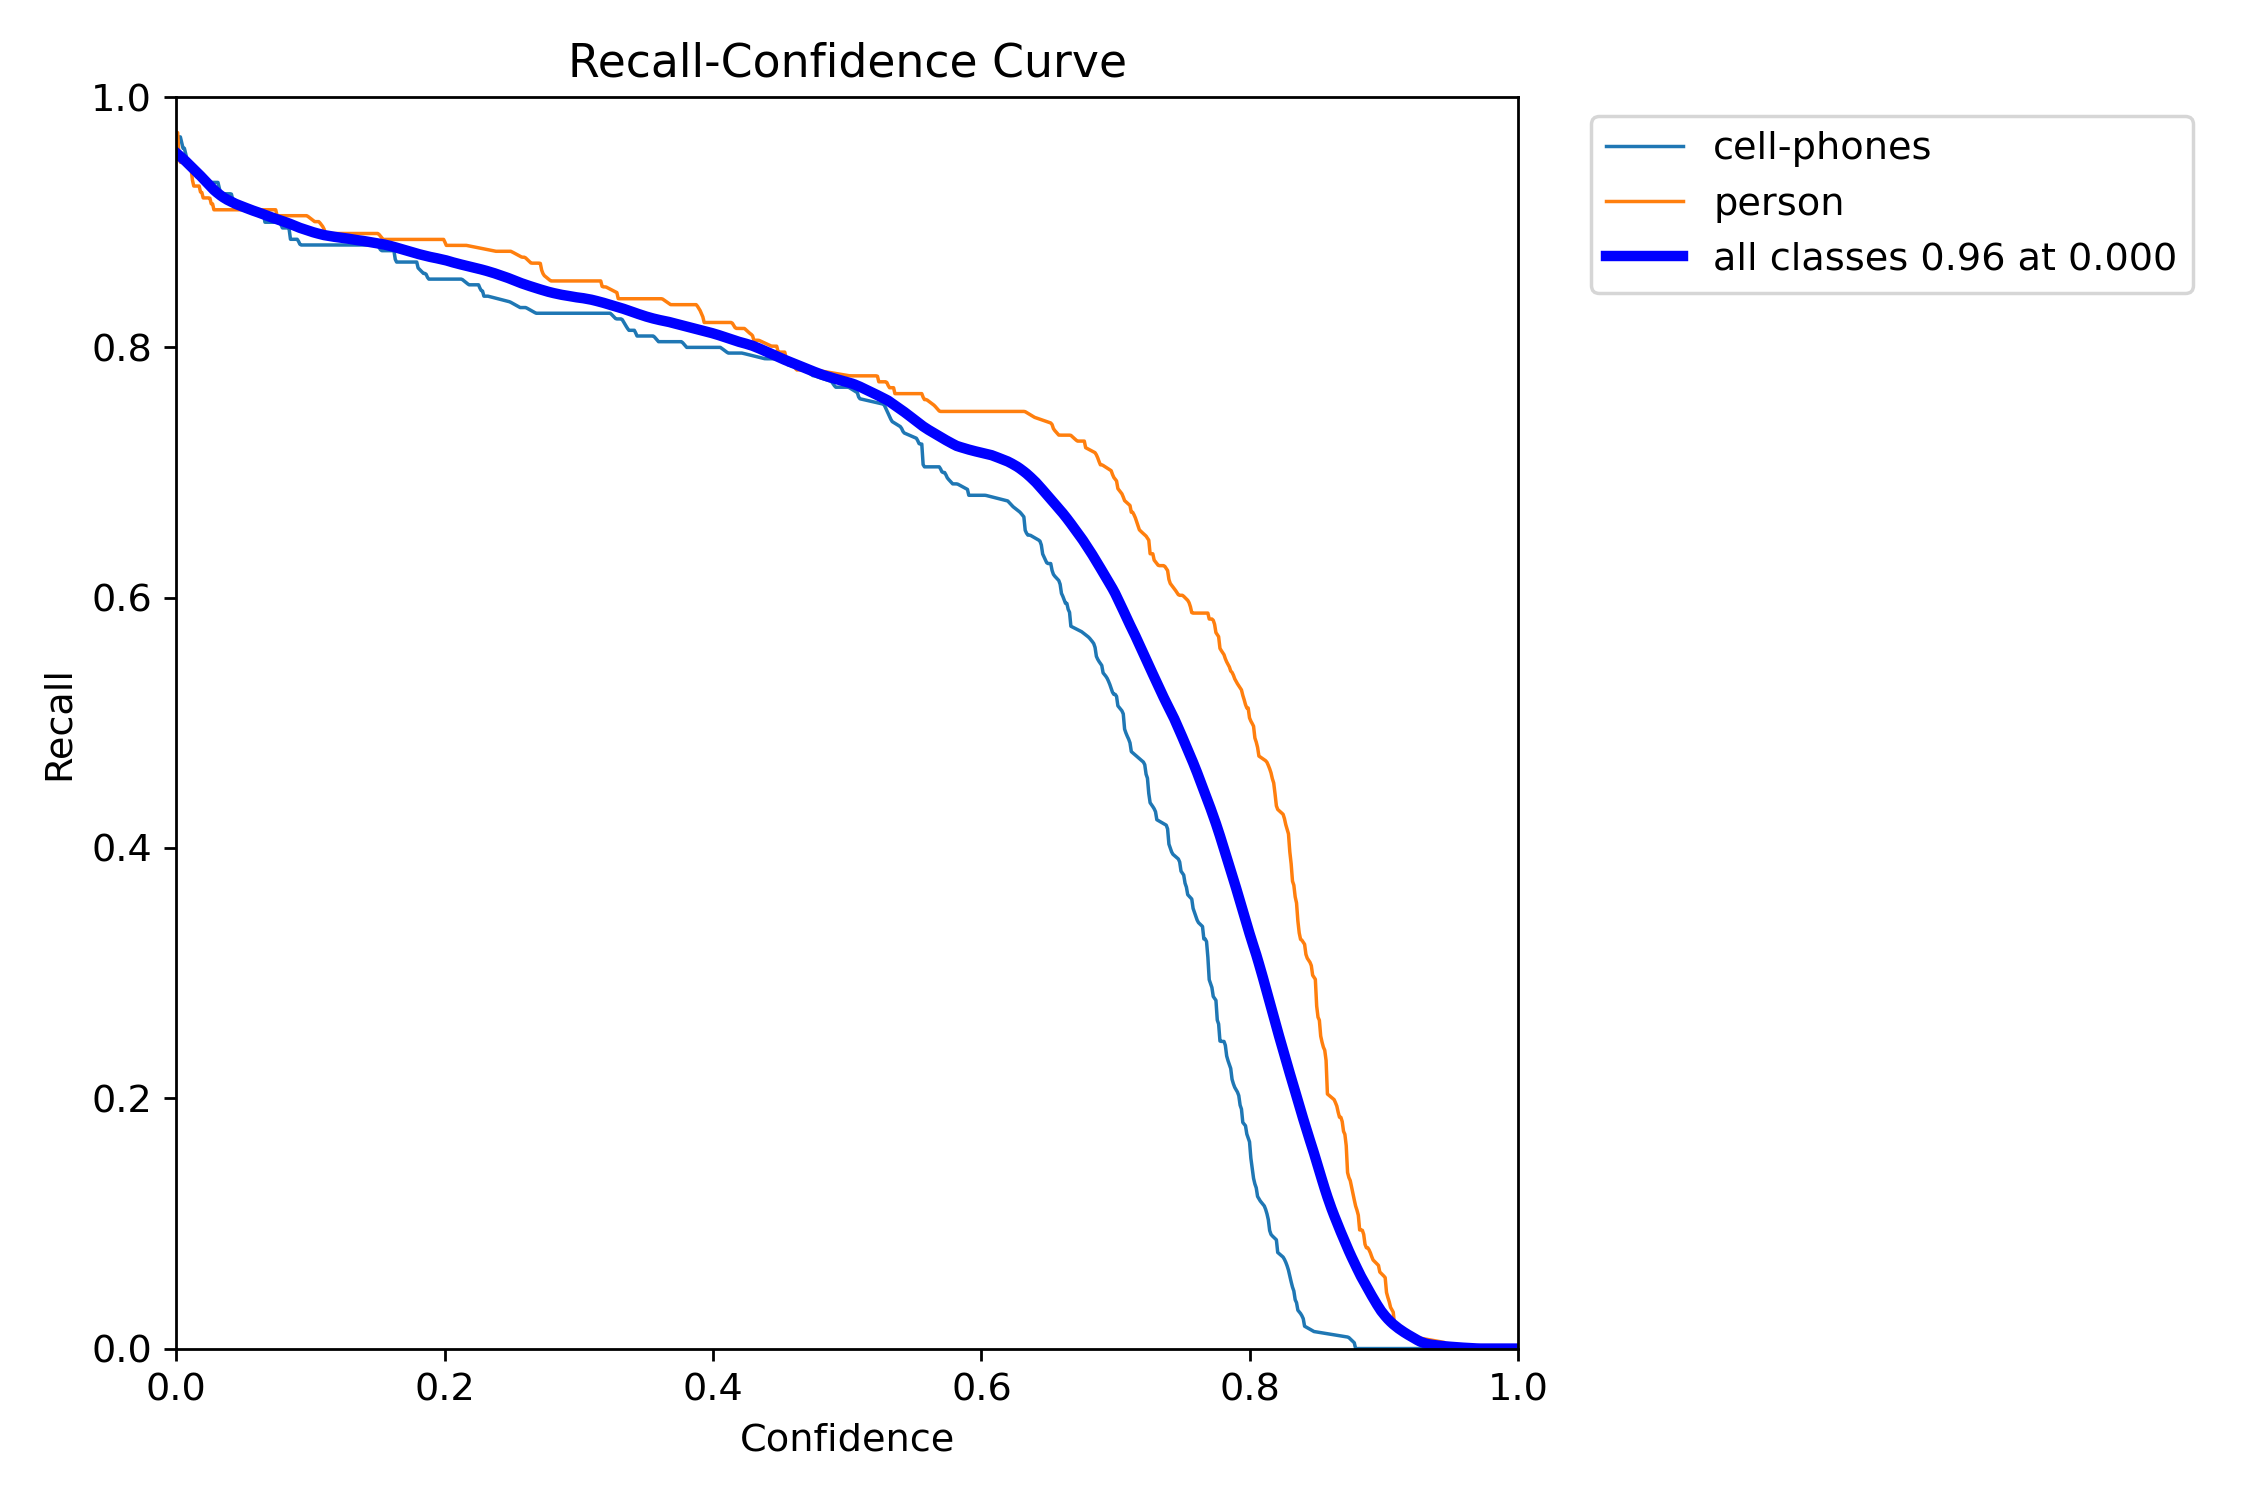 Recall-Confidence Curve
1.0
0.8
0.6
0.4
0.2
0.0
Recall
0.0 0.2 0.4 0.6 0.8 1.0
Confidence
cell-phones
person
all classes 0.96 at 0.000